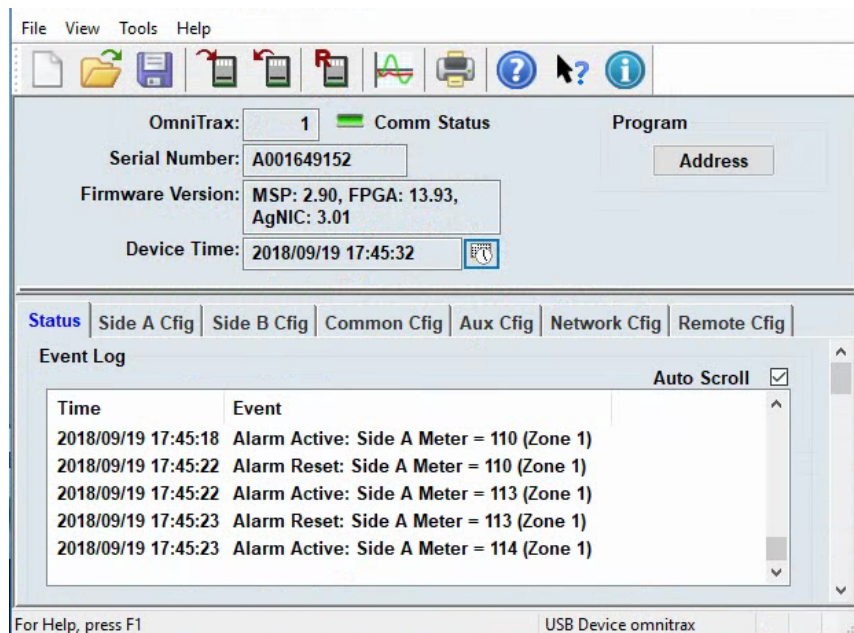 File View Tools Help
R ?
OmniTrax: 1 Comm Status Program
Serial Number: A001649152 Address
Firmware Version: MSP: 2.90, FPGA: 13.93,
AgNIC: 3.01
Device Time: 2018/09/19 17:45:32
Status Side A Cfig Side B Cfig Common Cfig Aux Cfig Network Cfig Remote Cfig
Event Log
Auto Scroll
Time Event
2018/09/19 17:45:18 Alarm Active: Side A Meter = 110 (Zone 1)
2018/09/19 17:45:22 Alarm Reset: Side A Meter = 110 (Zone 1)
2018/09/19 17:45:22 Alarm Active: Side A Meter = 113 (Zone 1)
2018/09/19 17:45:23 Alarm Reset: Side A Meter = 113 (Zone 1)
2018/09/19 17:45:23 Alarm Active: Side A Meter = 114 (Zone 1)
For Help, press F1 USB Device omnitrax